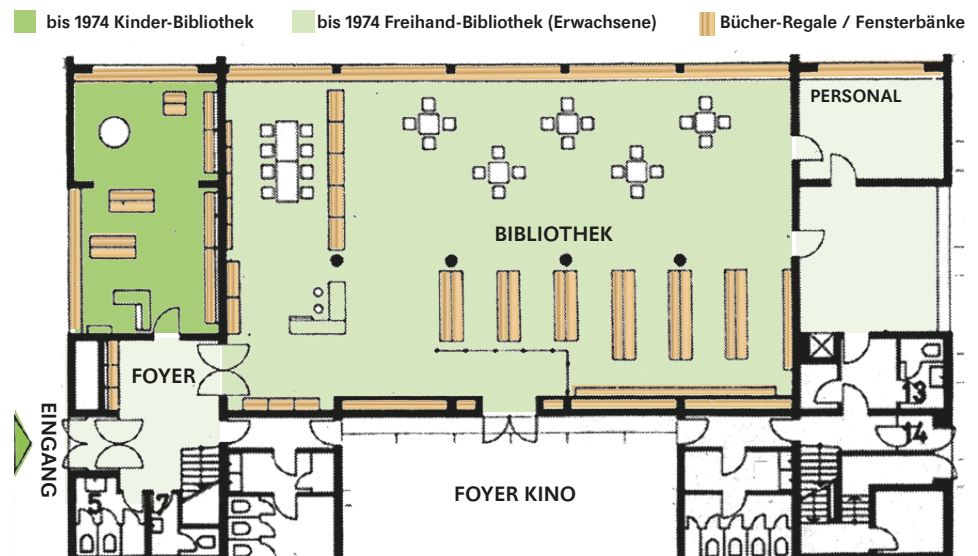 bis 1974 Kinder-Bibliothek
bis 1974 Freihand-Bibliothek (Erwachsene)
Bücher-Regale / Fensterbänke
PERSONAL
BIBLIOTHEK
FOYER
13
EINGANG
14
FOYER KINO
5
7